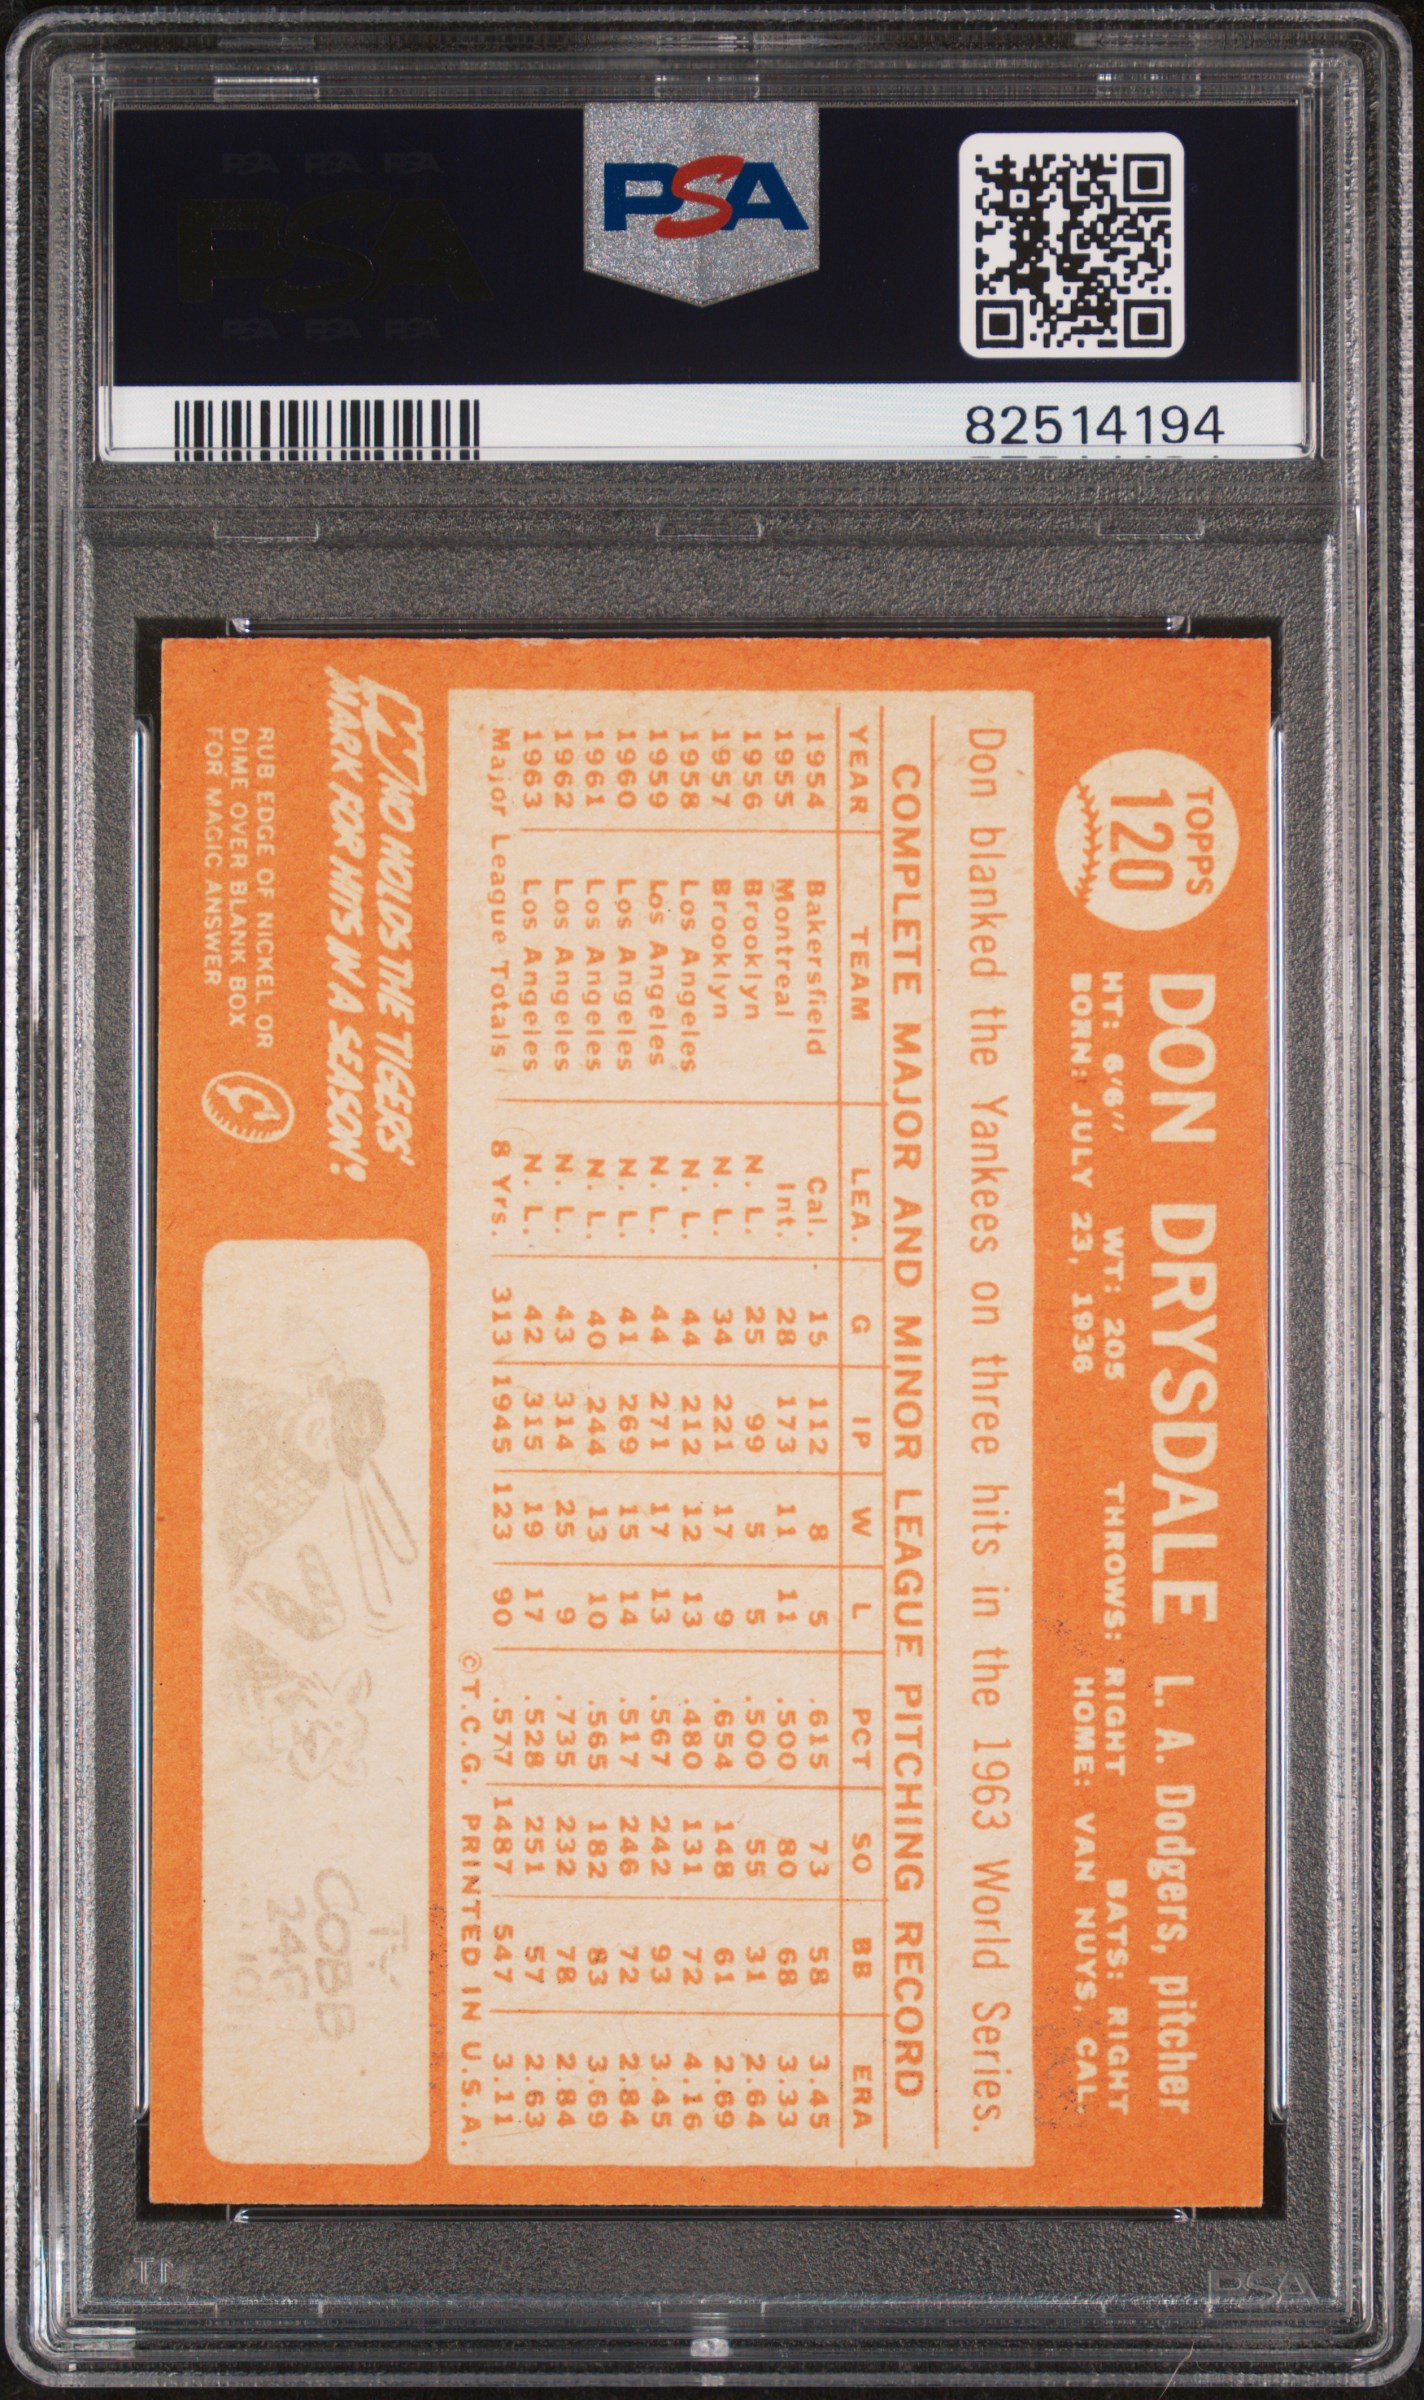 PSA PSA PSA
PSA
PSA PSA PSA
PSA
82514194
TOPPS
120
DON DRYSDALE L. A. Dodgers, pitcher
HT: 6'6" WT: 205 THROWS: RIGHT BATS: RIGHT
BORN: JULY 23, 1936 HOME: VAN NUYS, CAL.
Don blanked the Yankees on three hits in the 1963 World Series.
COMPLETE MAJOR AND MINOR LEAGUE PITCHING RECORD
YEAR TEAM LEA. G IP W L PCT SO BB ERA
1954 Bakersfield Cal. 15 112 8 5 .615 73 58 3.45
1955 Montreal Int. 28 173 11 11 .500 80 68 3.33
1956 Brooklyn N. L. 25 99 5 5 .500 55 31 2.64
1957 Brooklyn N. L. 34 221 17 9 .654 148 61 2.69
1958 Los Angeles N. L. 44 212 12 13 .480 131 72 4.16
1959 Los Angeles N. L. 44 271 17 13 .567 242 93 3.45
1960 Los Angeles N. L. 41 269 15 14 .517 246 72 2.84
1961 Los Angeles N. L. 40 244 13 10 .565 182 83 3.69
1962 Los Angeles N. L. 43 314 25 9 .735 232 78 2.84
1963 Los Angeles N. L. 42 315 19 17 .528 251 57 2.63
Major League Totals 8 Yrs. 313 1945 123 90 .577 1487 547 3.11
©T.C.G. PRINTED IN U.S.A.
WHO HOLDS THE TIGERS'
MARK FOR HITS IN A SEASON?
RUB EDGE OF NICKEL OR
DIME OVER BLANK BOX
FOR MAGIC ANSWER
TY
COBB
PSA